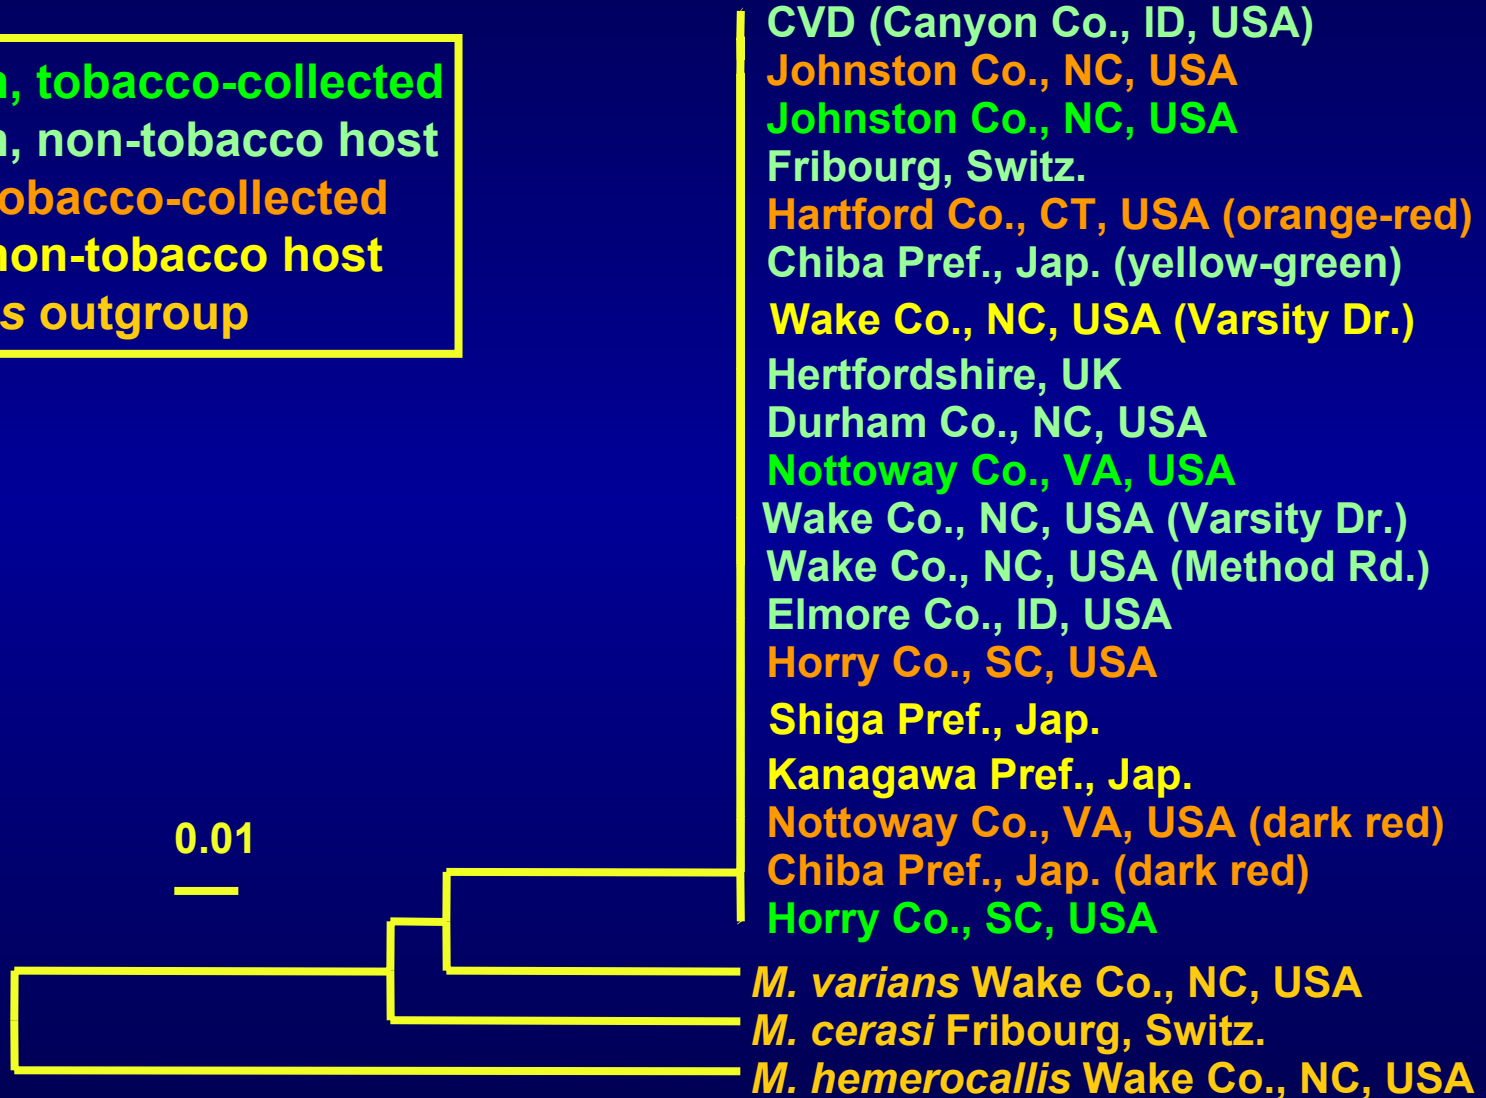 tobacco-collected
non-tobacco host
tobacco-collected
non-tobacco host
outgroup
CVD (Canyon Co., ID, USA)
Johnston Co., NC, USA
Johnston Co., NC, USA
Fribourg, Switz.
Hartford Co., CT, USA (orange-red)
Chiba Pref., Jap. (yellow-green)
Wake Co., NC, USA (Varsity Dr.)
Hertfordshire, UK
Durham Co., NC, USA
Nottoway Co., VA, USA
Wake Co., NC, USA (Varsity Dr.)
Wake Co., NC, USA (Method Rd.)
Elmore Co., ID, USA
Horry Co., SC, USA
Shiga Pref., Jap.
Kanagawa Pref., Jap.
Nottoway Co., VA, USA (dark red)
Chiba Pref., Jap. (dark red)
Horry Co., SC, USA
0.01
M. varians Wake Co., NC, USA
M. cerasi Fribourg, Switz.
M. hemerocallis Wake Co., NC, USA